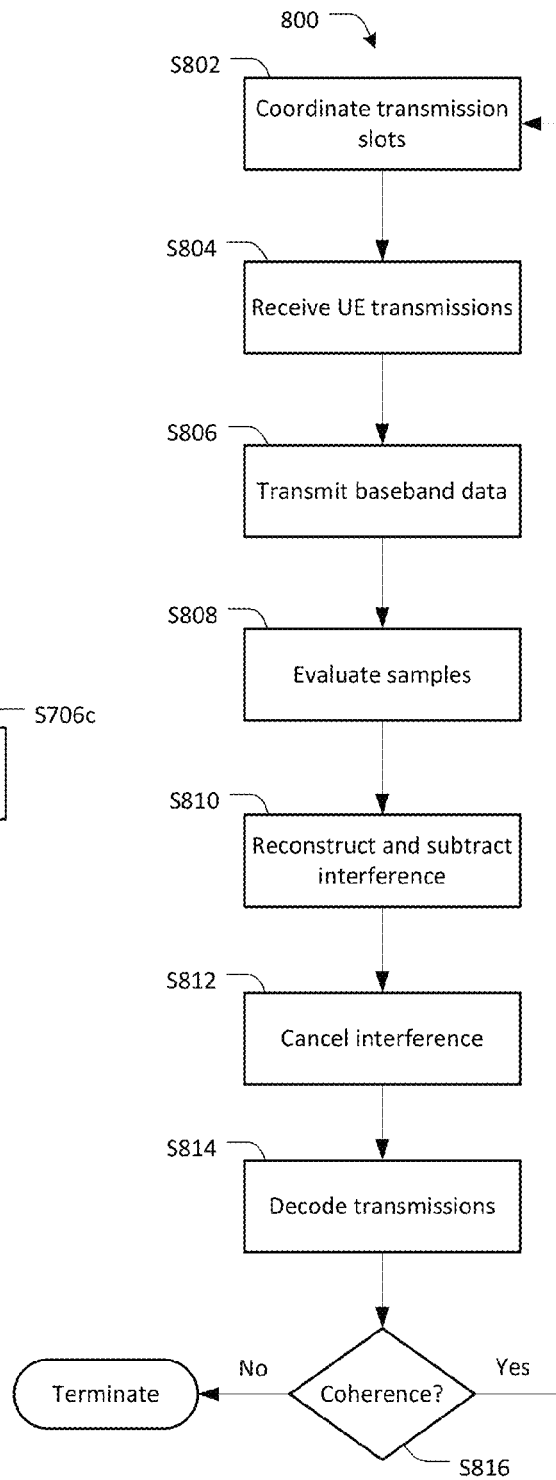 800
S802
Coordinate transmission
slots
S804
Receive UE transmissions
S806
Transmit baseband data
S808
Evaluate samples
S706c
S810
Reconstruct and subtract
interference
S812
Cancel interference
S814
Decode transmissions
No
Yes
Terminate
Coherence?
S816